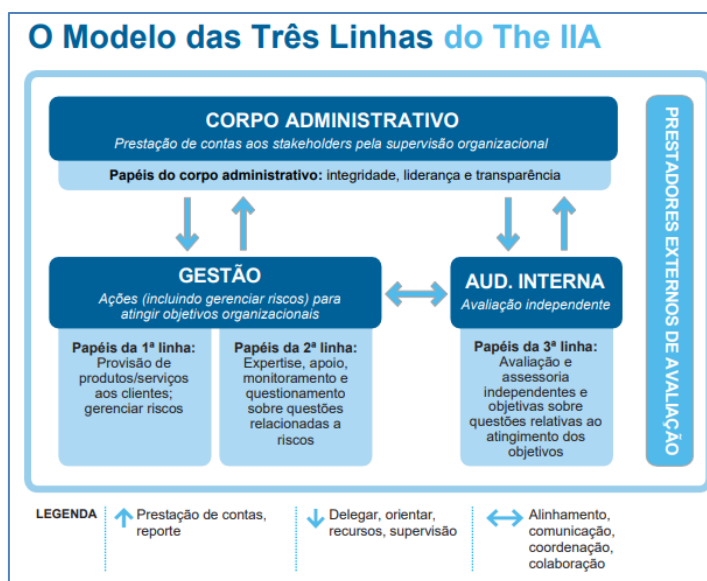 O Modelo das Três Linhas do The IIA
CORPO ADMINISTRATIVO
Prestação de contas aos stakeholders pela supervisão organizacional
Papéis do corpo administrativo: integridade, liderança e transparência
GESTÃO
Ações (incluindo gerenciar riscos) para
atingir objetivos organizacionais
Papéis da 1ª linha:
Provisão de
produtos/serviços
aos clientes;
gerenciar riscos
Papéis da 2ª linha:
Expertise, apoio,
monitoramento e
questionamento
sobre questões
relacionadas a
riscos
AUD. INTERNA
Avaliação independente
Papéis da 3ª linha:
Avaliação e
assessoria
independentes e
objetivas sobre
questões relativas ao
atingimento dos
objetivos
PRESTADORES EXTERNOS DE AVALIAÇÃO
LEGENDA
Prestação de contas,
reporte
Delegar, orientar,
recursos, supervisão
Alinhamento,
comunicação,
coordenação,
colaboração